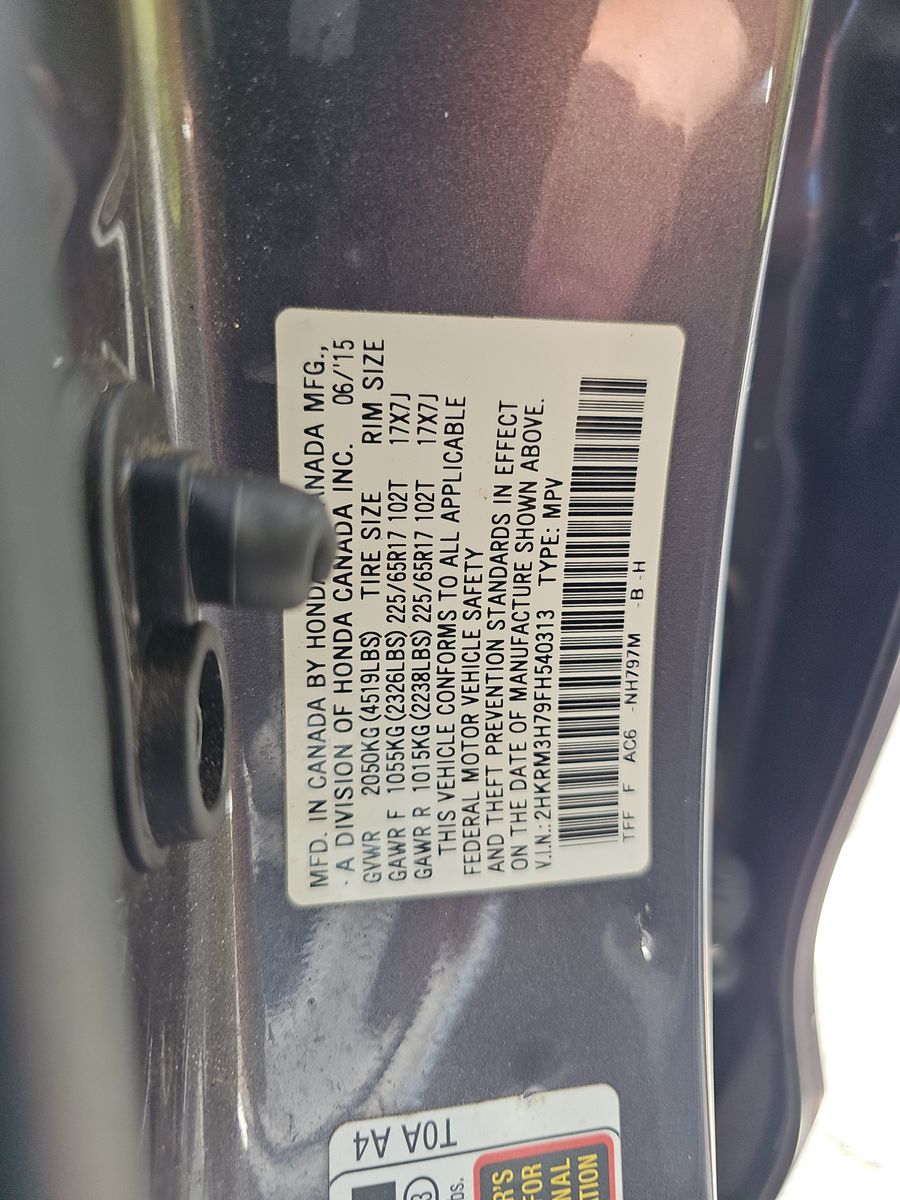 MFD. IN CANADA BY HONDA CANADA MFG.,
A DIVISION OF HONDA CANADA INC. 06/'15
GVWR 2050KG(4519LBS) TIRE SIZE RIM SIZE
GAWR F 1055KG(2326LBS) 225/65R17 102T 17X7J
GAWR R 1015KG(2238LBS) 225/65R17 102T 17X7J
THIS VEHICLE CONFORMS TO ALL APPLICABLE
FEDERAL MOTOR VEHICLE SAFETY
AND THEFT PREVENTION STANDARDS IN EFFECT
ON THE DATE OF MANUFACTURE SHOWN ABOVE.
V.I.N.:2HKRM3H79FH540313 TYPE: MPV
TFF F AC6 -NH797M -B-H
T0A A4